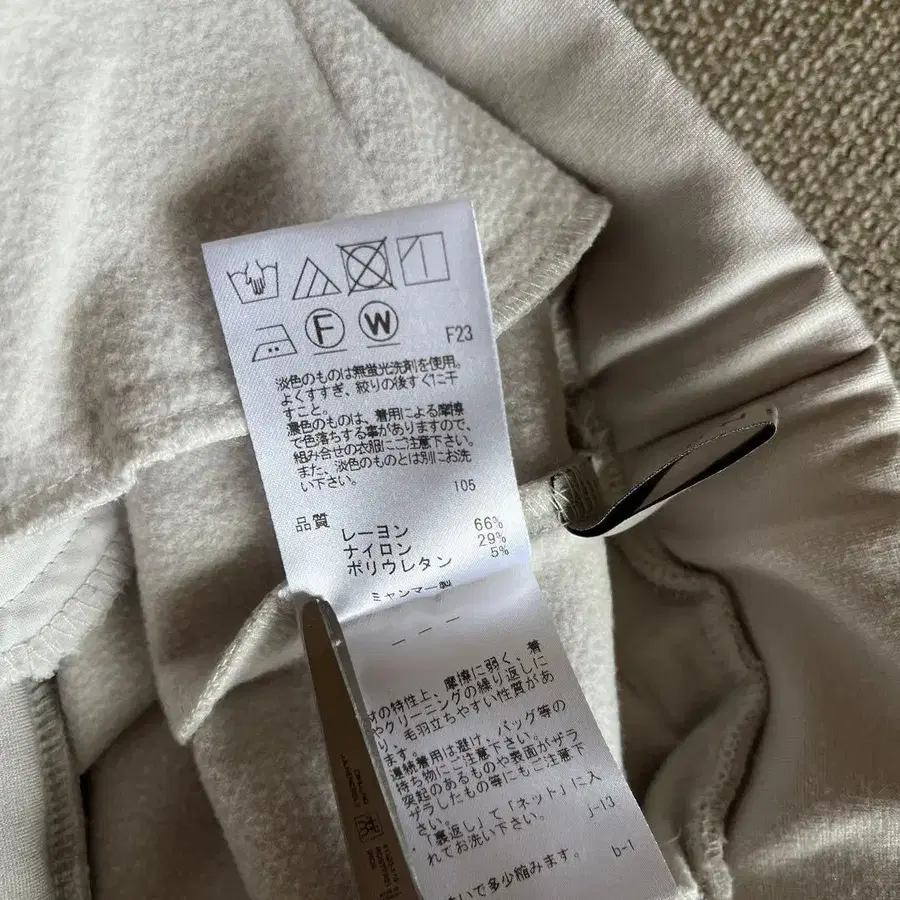 F W
F23
淡色のものは無蛍光洗剤を使用。
よくすすぎ、絞りの後すぐに干
すこと。
濃色のものは、着用による摩擦
で色落ちする事がありますので、
組み合せの衣服にご注意下さい。
また、淡色のものとは別にお洗
い下さい。
105
品質
レーヨン 66%
ナイロン 29%
ポリウレタン 5%
ミャンマー製
の特性上、摩擦に弱く、着
やクリーニングの繰り返しに
り、毛羽立ちやすい性質があ
ます。
連続着用は避け、バッグ等の
持ち物にご注意下さい。
突起のあるものや表面がザラ
ザラしたもの等にもご注意下
さい。
「裏返し」て「ネット」に入
れてお洗い下さい。
J-13
いで多少縮みます。
b-1